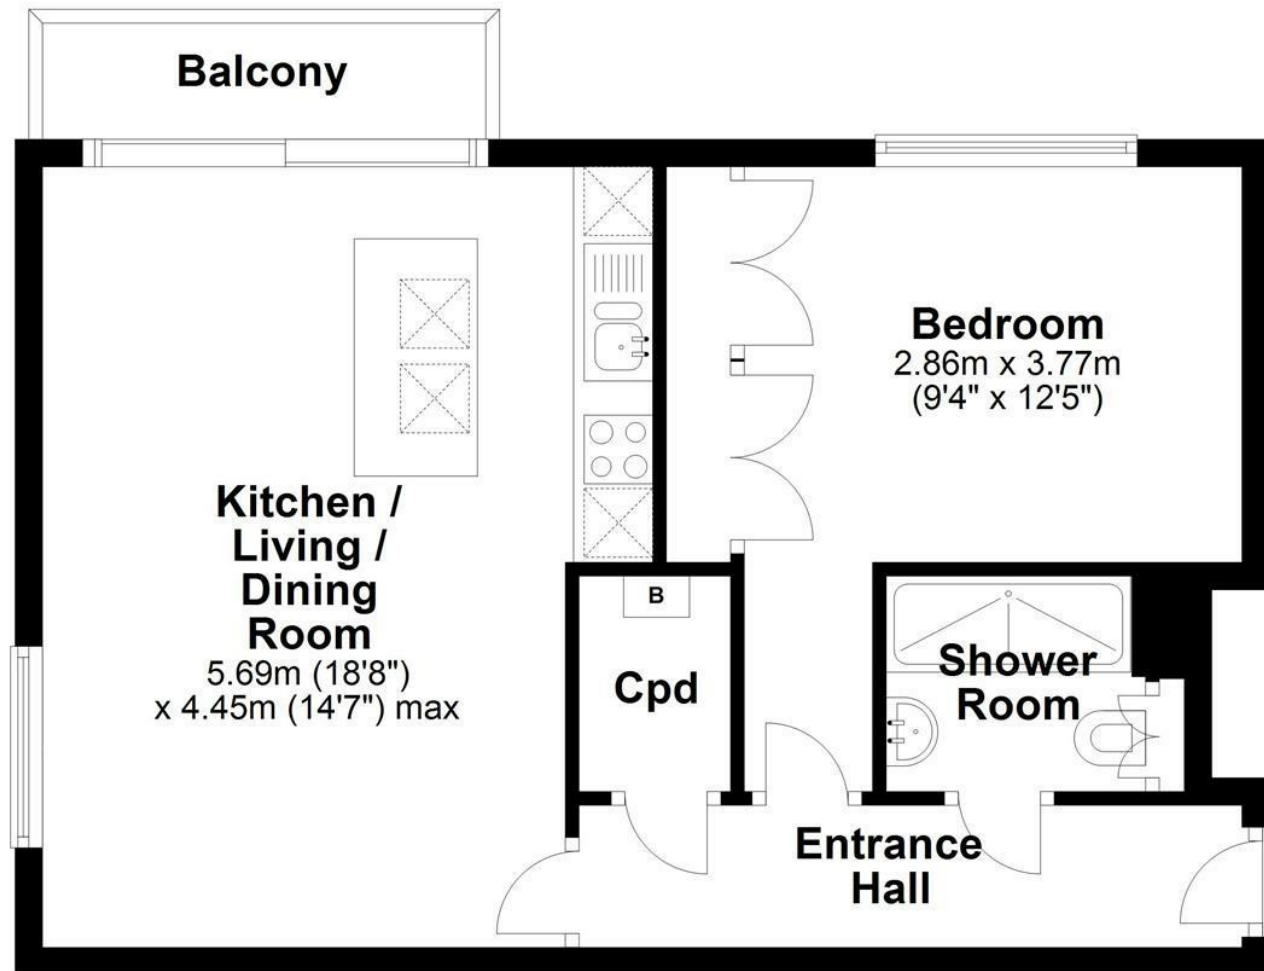 Balcony
Bedroom
2.86m x 3.77m
(9'4" x 12'5")
Kitchen /
Living /
Dining
Room
5.69m (18'8")
x 4.45m (14'7") max
B
Cpd
Shower
Room
Entrance
Hall